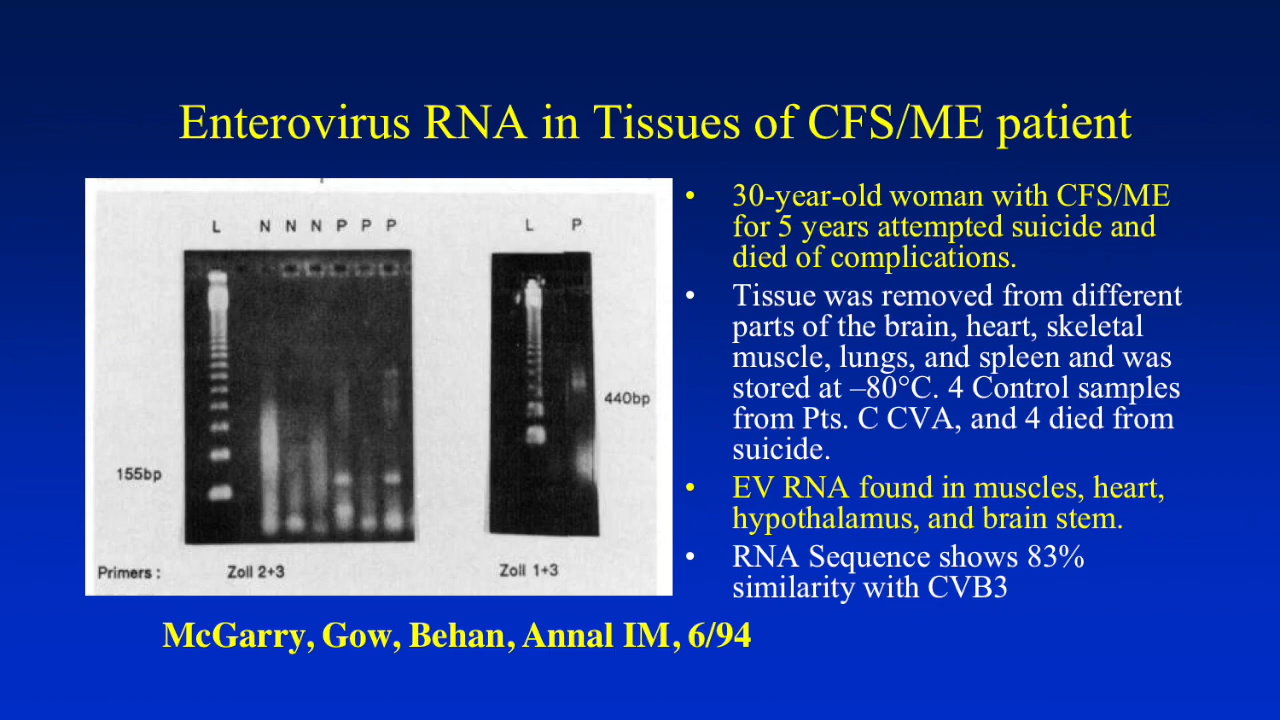 Enterovirus RNA in Tissues of CFS/ME patient
L N N N P P P L P
155bp
440bp
Primers : Zoll 2+3 Zoll 1+3
• 30-year-old woman with CFS/ME
for 5 years attempted suicide and
died of complications.
• Tissue was removed from different
parts of the brain, heart, skeletal
muscle, lungs, and spleen and was
stored at –80°C. 4 Control samples
from Pts. C CVA, and 4 died from
suicide.
• EV RNA found in muscles, heart,
hypothalamus, and brain stem.
• RNA Sequence shows 83%
similarity with CVB3
McGarry, Gow, Behan, Annal IM, 6/94